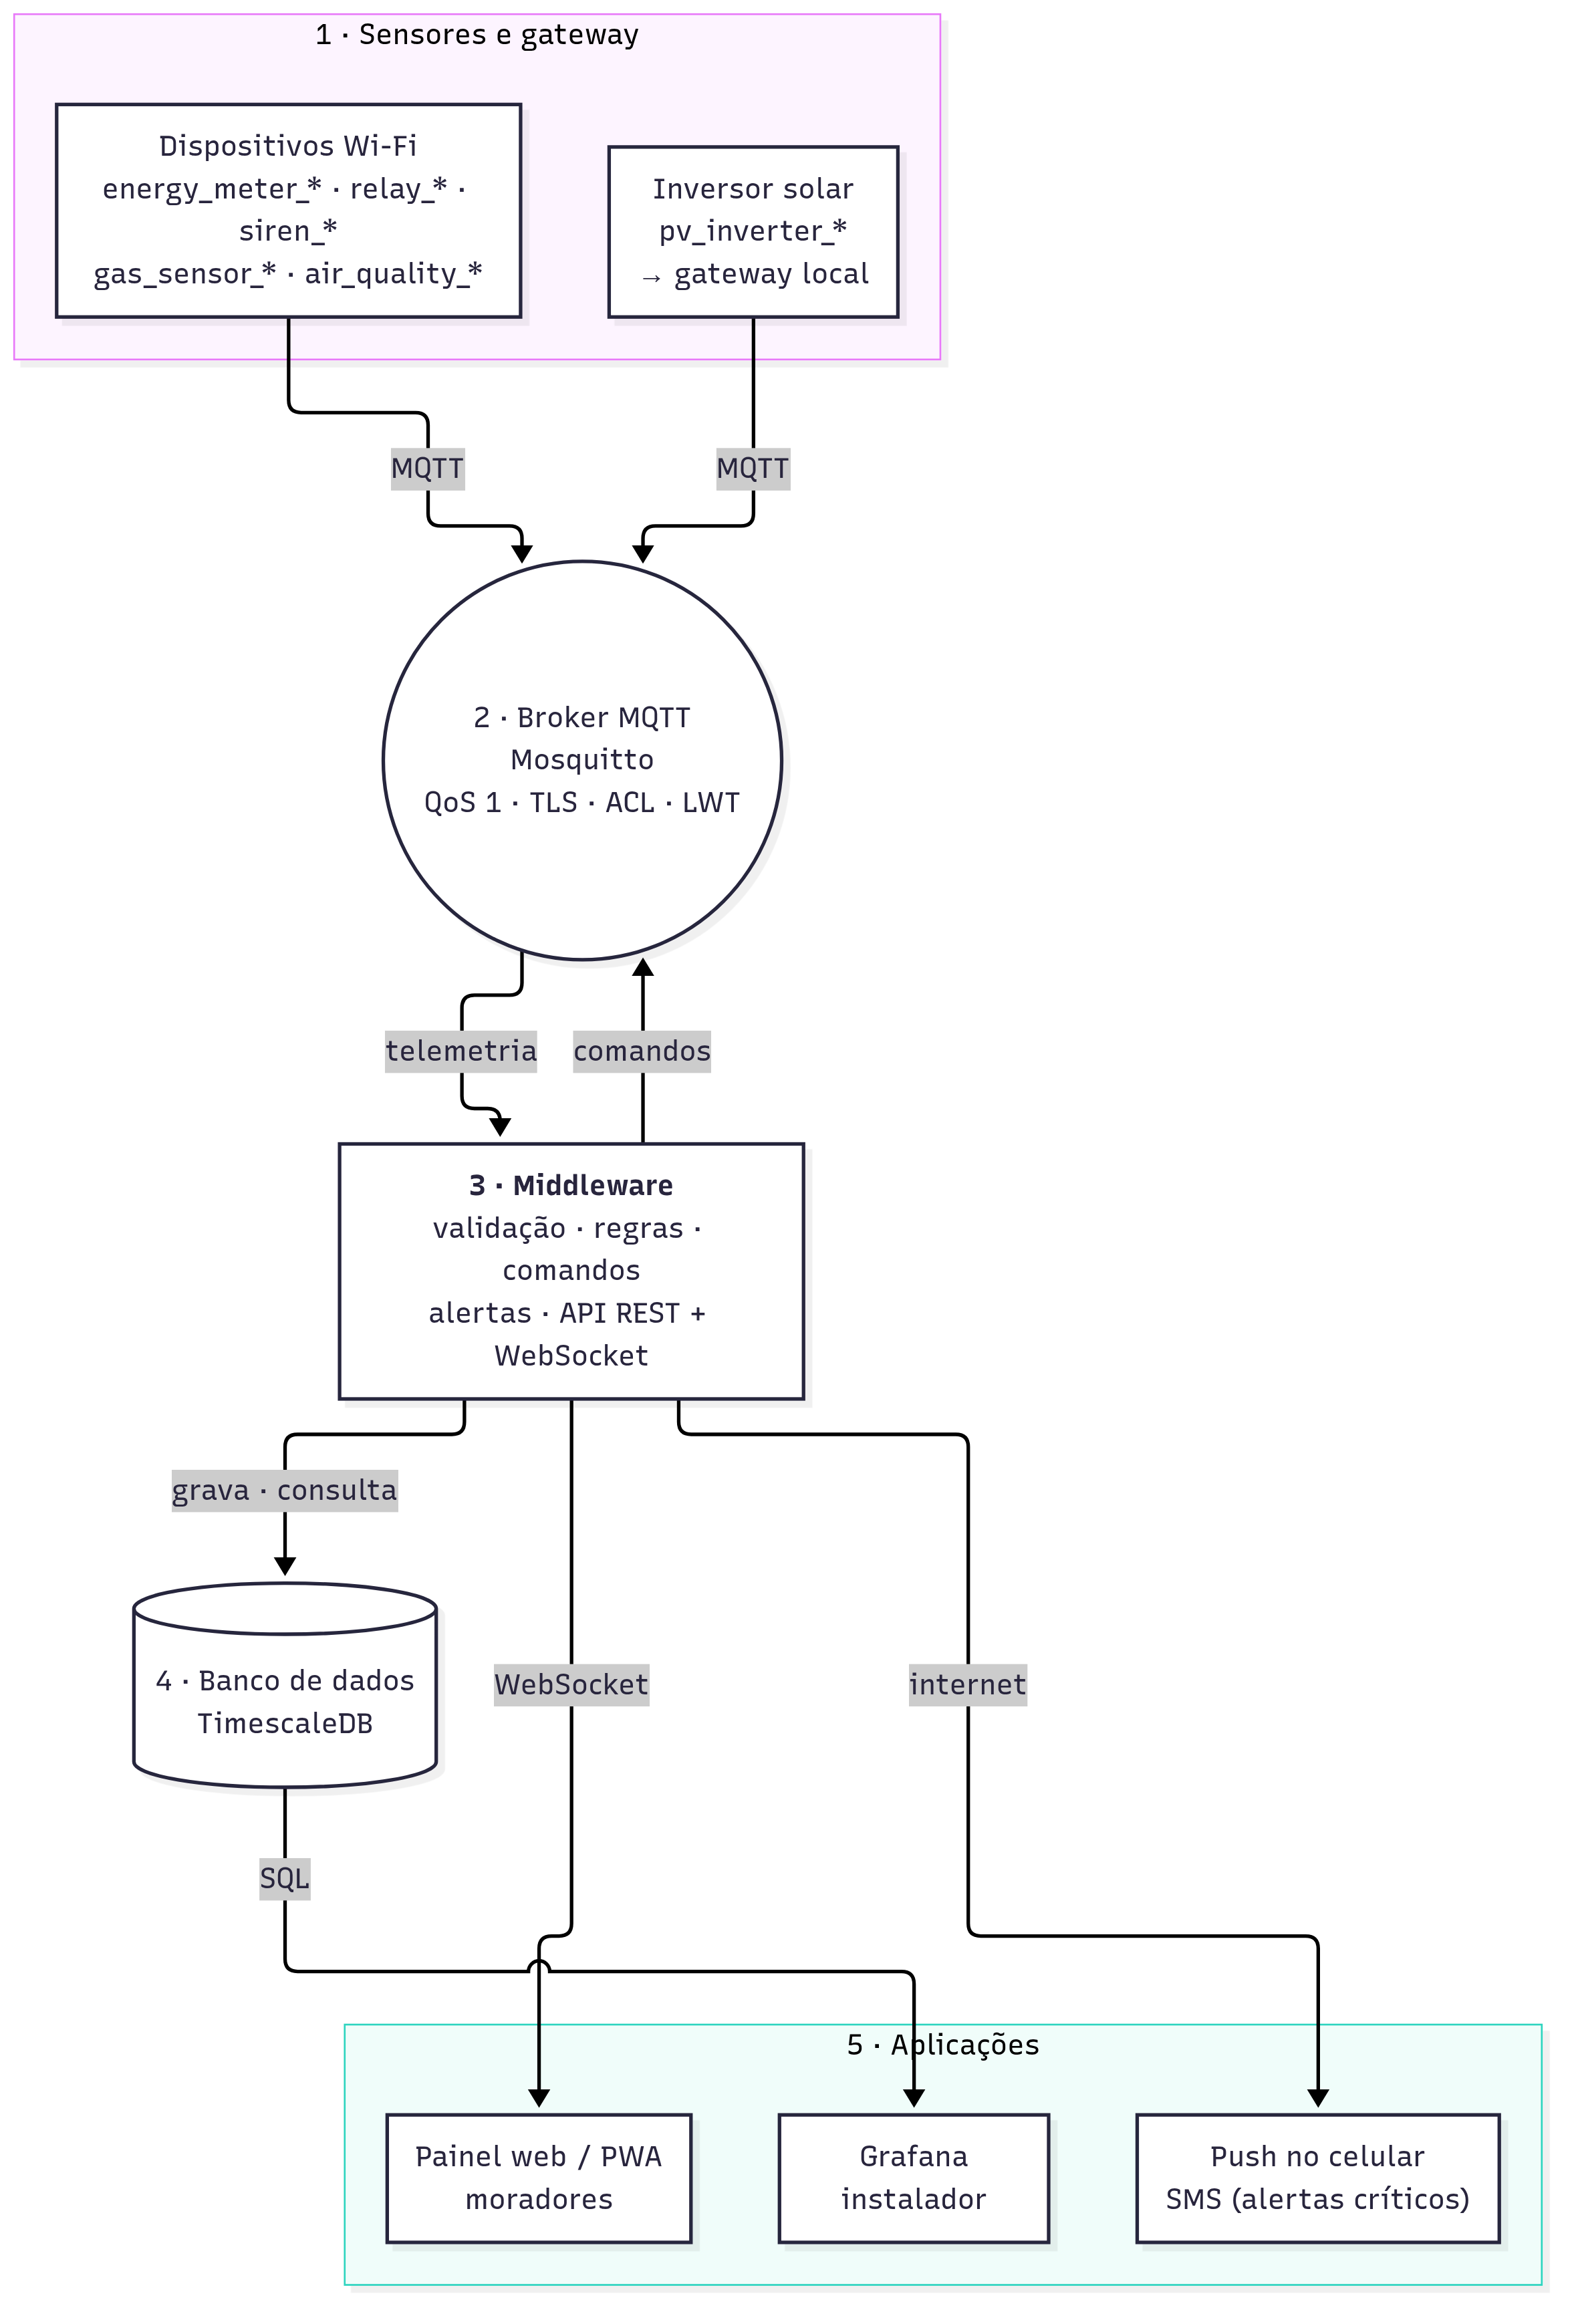 1 · Sensores e gateway
Dispositivos Wi-Fi
energy_meter_* · relay_* ·
siren_*
gas_sensor_* · air_quality_*
Inversor solar
pv_inverter_*
→ gateway local
MQTT
MQTT
2 · Broker MQTT
Mosquitto
QoS 1 · TLS · ACL · LWT
telemetria
comandos
3 · Middleware
validação · regras ·
comandos
alertas · API REST +
WebSocket
grava · consulta
4 · Banco de dados
TimescaleDB
WebSocket
internet
SQL
5 · Aplicações
Painel web / PWA
moradores
Grafana
instalador
Push no celular
SMS (alertas críticos)